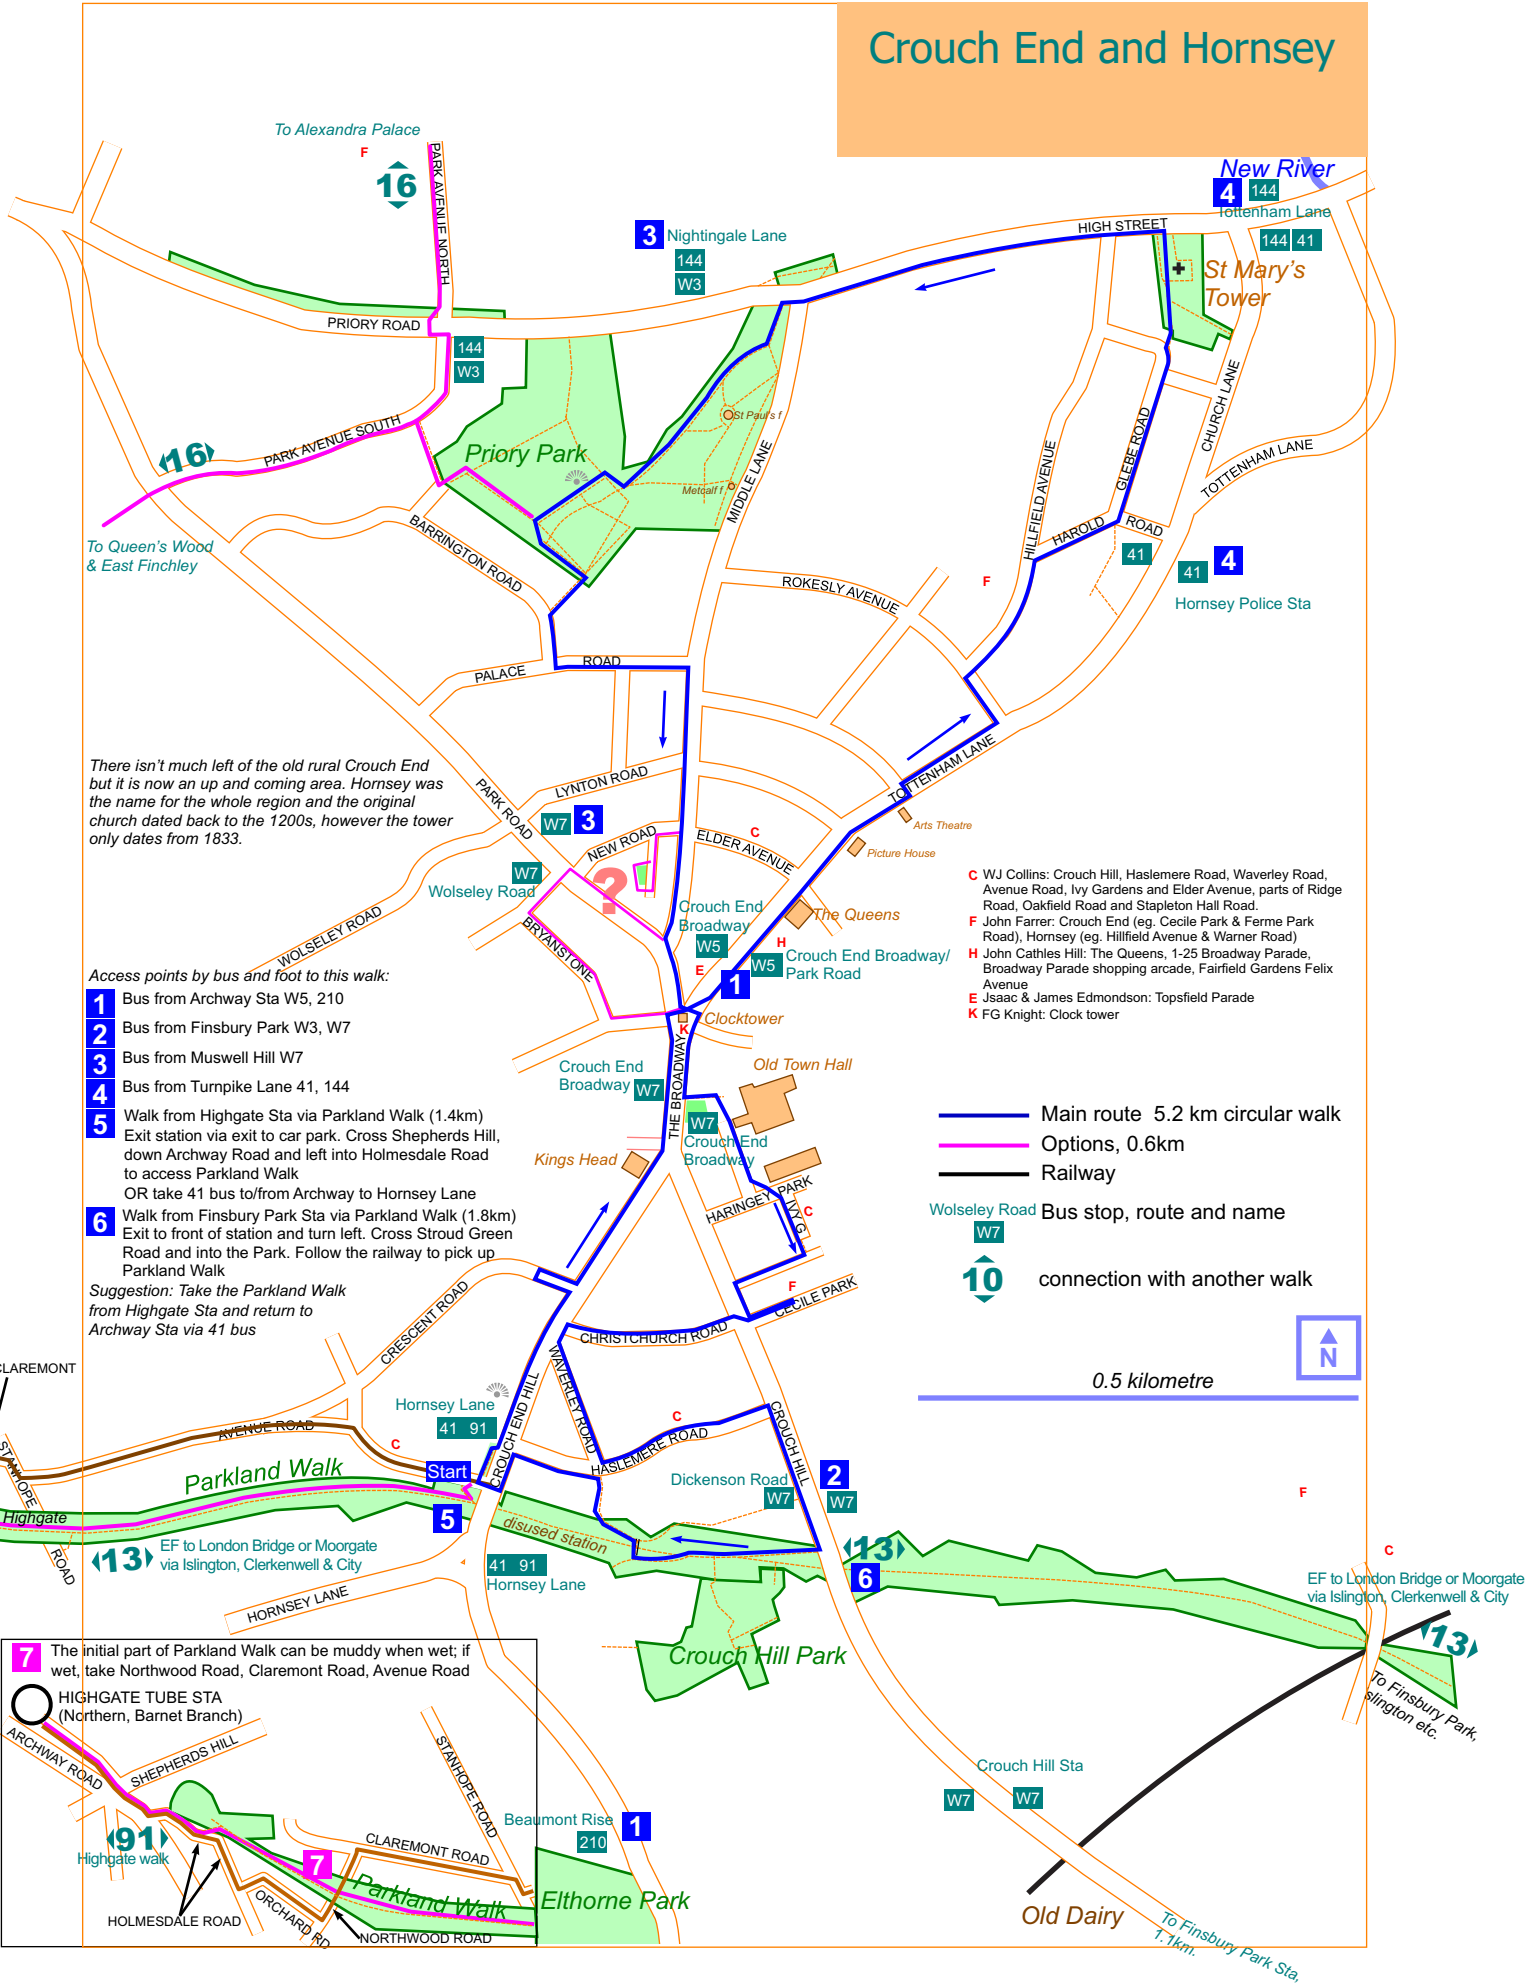 Crouch End and Hornsey
To Alexandra Palace
F
16
PARK AVENUE NORTH
New River
4 144
Tottenham Lane
144 41
3 Nightingale Lane
144
W3
HIGH STREET
St Mary's
Tower
PRIORY ROAD
144
W3
PARK AVENUE SOUTH
16
Priory Park
St Paul's f
Metcalf f
MIDDLE LANE
HILLFIELD AVENUE
GLEBE ROAD
CHURCH LANE
TOTTENHAM LANE
HAROLD ROAD
To Queen's Wood
& East Finchley
BARRINGTON ROAD
41
41 4
Hornsey Police Sta
ROKESLY AVENUE
F
PALACE ROAD
There isn't much left of the old rural Crouch End
but it is now an up and coming area. Hornsey was
the name for the whole region and the original
church dated back to the 1200s, however the tower
only dates from 1833.
PARK ROAD
LYNTON ROAD
TOTTENHAM LANE
W7 3
NEW ROAD
ELDER AVENUE
C
Arts Theatre
Picture House
W7
Wolseley Road
?
WOLSELEY ROAD
BRYANSTONE
Crouch End
Broadway
W5
The Queens
H
E
W5
Crouch End Broadway/
Park Road
1
Clocktower
K
C WJ Collins: Crouch Hill, Haslemere Road, Waverley Road,
Avenue Road, Ivy Gardens and Elder Avenue, parts of Ridge
Road, Oakfield Road and Stapleton Hall Road.
F John Farrer: Crouch End (eg. Cecile Park & Ferme Park
Road), Hornsey (eg. Hillfield Avenue & Warner Road)
H John Cathles Hill: The Queens, 1-25 Broadway Parade,
Broadway Parade shopping arcade, Fairfield Gardens Felix
Avenue
E Jsaac & James Edmondson: Topsfield Parade
K FG Knight: Clock tower
Access points by bus and foot to this walk:
1 Bus from Archway Sta W5, 210
2 Bus from Finsbury Park W3, W7
3 Bus from Muswell Hill W7
4 Bus from Turnpike Lane 41, 144
5 Walk from Highgate Sta via Parkland Walk (1.4km)
Exit station via exit to car park. Cross Shepherds Hill,
down Archway Road and left into Holmesdale Road
to access Parkland Walk
OR take 41 bus to/from Archway to Hornsey Lane
6 Walk from Finsbury Park Sta via Parkland Walk (1.8km)
Exit to front of station and turn left. Cross Stroud Green
Road and into the Park. Follow the railway to pick up
Parkland Walk
Suggestion: Take the Parkland Walk
from Highgate Sta and return to
Archway Sta via 41 bus
Crouch End
Broadway W7
THE BROADWAY
Old Town Hall
W7
Crouch End
Broadway
Kings Head
HARINGEY PARK
IVY G
C
F
CECILE PARK
Main route 5.2 km circular walk
Options, 0.6km
Railway
Wolseley Road
W7
Bus stop, route and name
10
connection with another walk
N
0.5 kilometre
CRESCENT ROAD
CHRISTCHURCH ROAD
WAVERLEY ROAD
CROUCH END HILL
CLAREMONT
STANHOPE ROAD
AVENUE ROAD
C
Hornsey Lane
41 91
C
HASLEMERE ROAD
CROUCH HILL
Parkland Walk
Start
5
Highgate
13
EF to London Bridge or Moorgate
via Islington, Clerkenwell & City
disused station
Dickenson Road
W7
2
W7
F
41 91
Hornsey Lane
HORNSEY LANE
13
6
C
EF to London Bridge or Moorgate
via Islington, Clerkenwell & City
13
Crouch Hill Park
To Finsbury Park,
slington etc.
7 The initial part of Parkland Walk can be muddy when wet; if
wet, take Northwood Road, Claremont Road, Avenue Road
HIGHGATE TUBE STA
(Northern, Barnet Branch)
ARCHWAY ROAD
SHEPHERDS HILL
STANHOPE ROAD
91
Highgate walk
7
CLAREMONT ROAD
Parkland Walk
HOLMESDALE ROAD
ORCHARD RD
NORTHWOOD ROAD
Beaumont Rise
210
1
Elthorne Park
Crouch Hill Sta
W7
W7
Old Dairy
To Finsbury Park Sta,
1.1km.